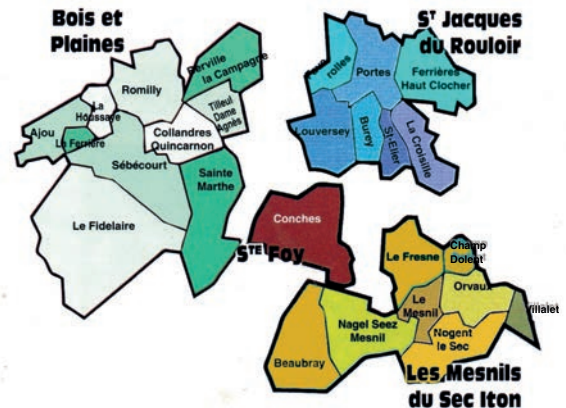 Bois et
Plaines
Romilly
Perville
la Campagne
La
Houssaye
Tilleul
Dame
Agnès
Ajou
La Ferrière
Collandres
Quincarnon
Sébécourt
Sainte
Marthe
Le Fidelaire
ST Jacques
du Rouloir
rolles
Portes
Ferrières
Haut Clocher
Louversey
Burey
St-Elier
La Croisille
Conches
STE Foy
Le Fresne
Champ
Dolent
Orvaux
Villalet
Le
Mesnil
Nagel Seez
Mesnil
Nogent
le Sec
Beaubray
Les Mesnils
du Sec Iton